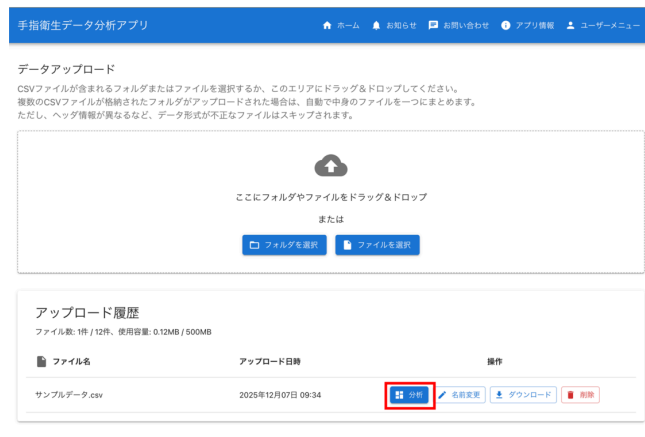 手指衛生データ分析アプリ
ホーム お知らせ お問い合わせ アプリ情報 ユーザーメニュー
データアップロード
CSVファイルが含まれるフォルダまたはファイルを選択するか、このエリアにドラッグ&ドロップしてください。
複数のCSVファイルが格納されたフォルダがアップロードされた場合は、自動で中身のファイルを一つにまとめます。
ただし、ヘッダ情報が異なるなど、データ形式が不正なファイルはスキップされます。
ここにフォルダやファイルをドラッグ&ドロップ
または
フォルダを選択 ファイルを選択
アップロード履歴
ファイル数: 1件 / 12件、使用容量: 0.12MB / 500MB
ファイル名 アップロード日時 操作
サンプルデータ.csv 2025年12月07日 09:34 分析 名前変更 ダウンロード 削除